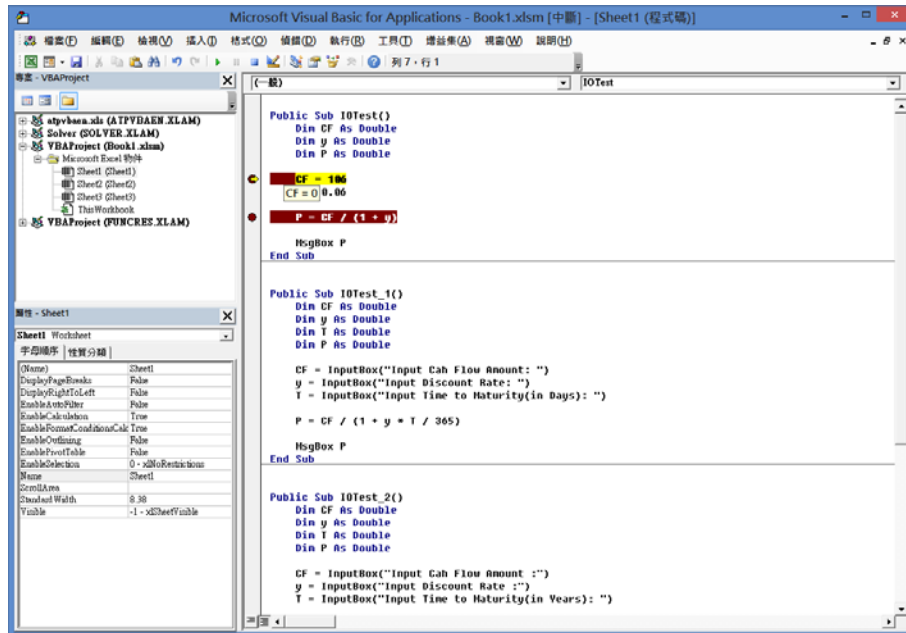 Microsoft Visual Basic for Applications - Book1.xlsm [中斷] - [Sheet1 (程式碼)]
檔案(F) 編輯(E) 檢視(V) 插入(I) 格式(O) 偵錯(D) 執行(R) 工具(T) 增益集(A) 視窗(W) 說明(H)
列 7，行 1
專案 - VBAProject
atpvbaen.xls (ATPVBAEN.XLAM)
Solver (SOLVER.XLAM)
VBAProject (Book1.xlsm)
Microsoft Excel 物件
Sheet1 (Sheet1)
Sheet2 (Sheet2)
Sheet3 (Sheet3)
ThisWorkbook
VBAProject (FUNCRES.XLAM)
屬性 - Sheet1
Sheet1 Worksheet
字母順序 性質分類
(Name) Sheet1
DisplayPageBreaks False
DisplayRightToLeft False
EnableAutoFilter False
EnableCalculation True
EnableFormatConditionsCalc True
EnableOutlining False
EnablePivotTable False
EnableSelection 0 - xlNoRestrictions
Name Sheet1
ScrollArea
StandardWidth 8.38
Visible -1 - xlSheetVisible
(一般) IOTest
Public Sub IOTest()
Dim CF As Double
Dim y As Double
Dim P As Double
CF = 106
CF = 0 0.06
P = CF / (1 + y)
MsgBox P
End Sub
Public Sub IOTest_1()
Dim CF As Double
Dim y As Double
Dim T As Double
Dim P As Double
CF = InputBox("Input Cah Flow Amount: ")
y = InputBox("Input Discount Rate: ")
T = InputBox("Input Time to Maturity(in Days): ")
P = CF / (1 + y * T / 365)
MsgBox P
End Sub
Public Sub IOTest_2()
Dim CF As Double
Dim y As Double
Dim T As Double
Dim P As Double
CF = InputBox("Input Cah Flow Amount :")
y = InputBox("Input Discount Rate :")
T = InputBox("Input Time to Maturity(in Years): ")